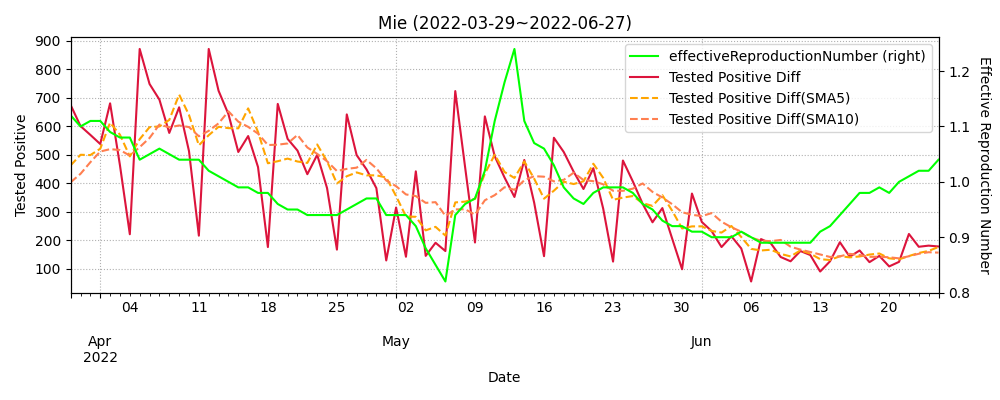 Mie (2022-03-29~2022-06-27)
effectiveReproductionNumber (right)
Tested Positive Diff
Tested Positive Diff(SMA5)
Tested Positive Diff(SMA10)
Tested Positive
900
800
700
600
500
400
300
200
100
Effective Reproduction Number
1.2
1.1
1.0
0.9
0.8
04 11 18 25 02 09 16 23 30 06 13 20
Apr May Jun
2022
Date